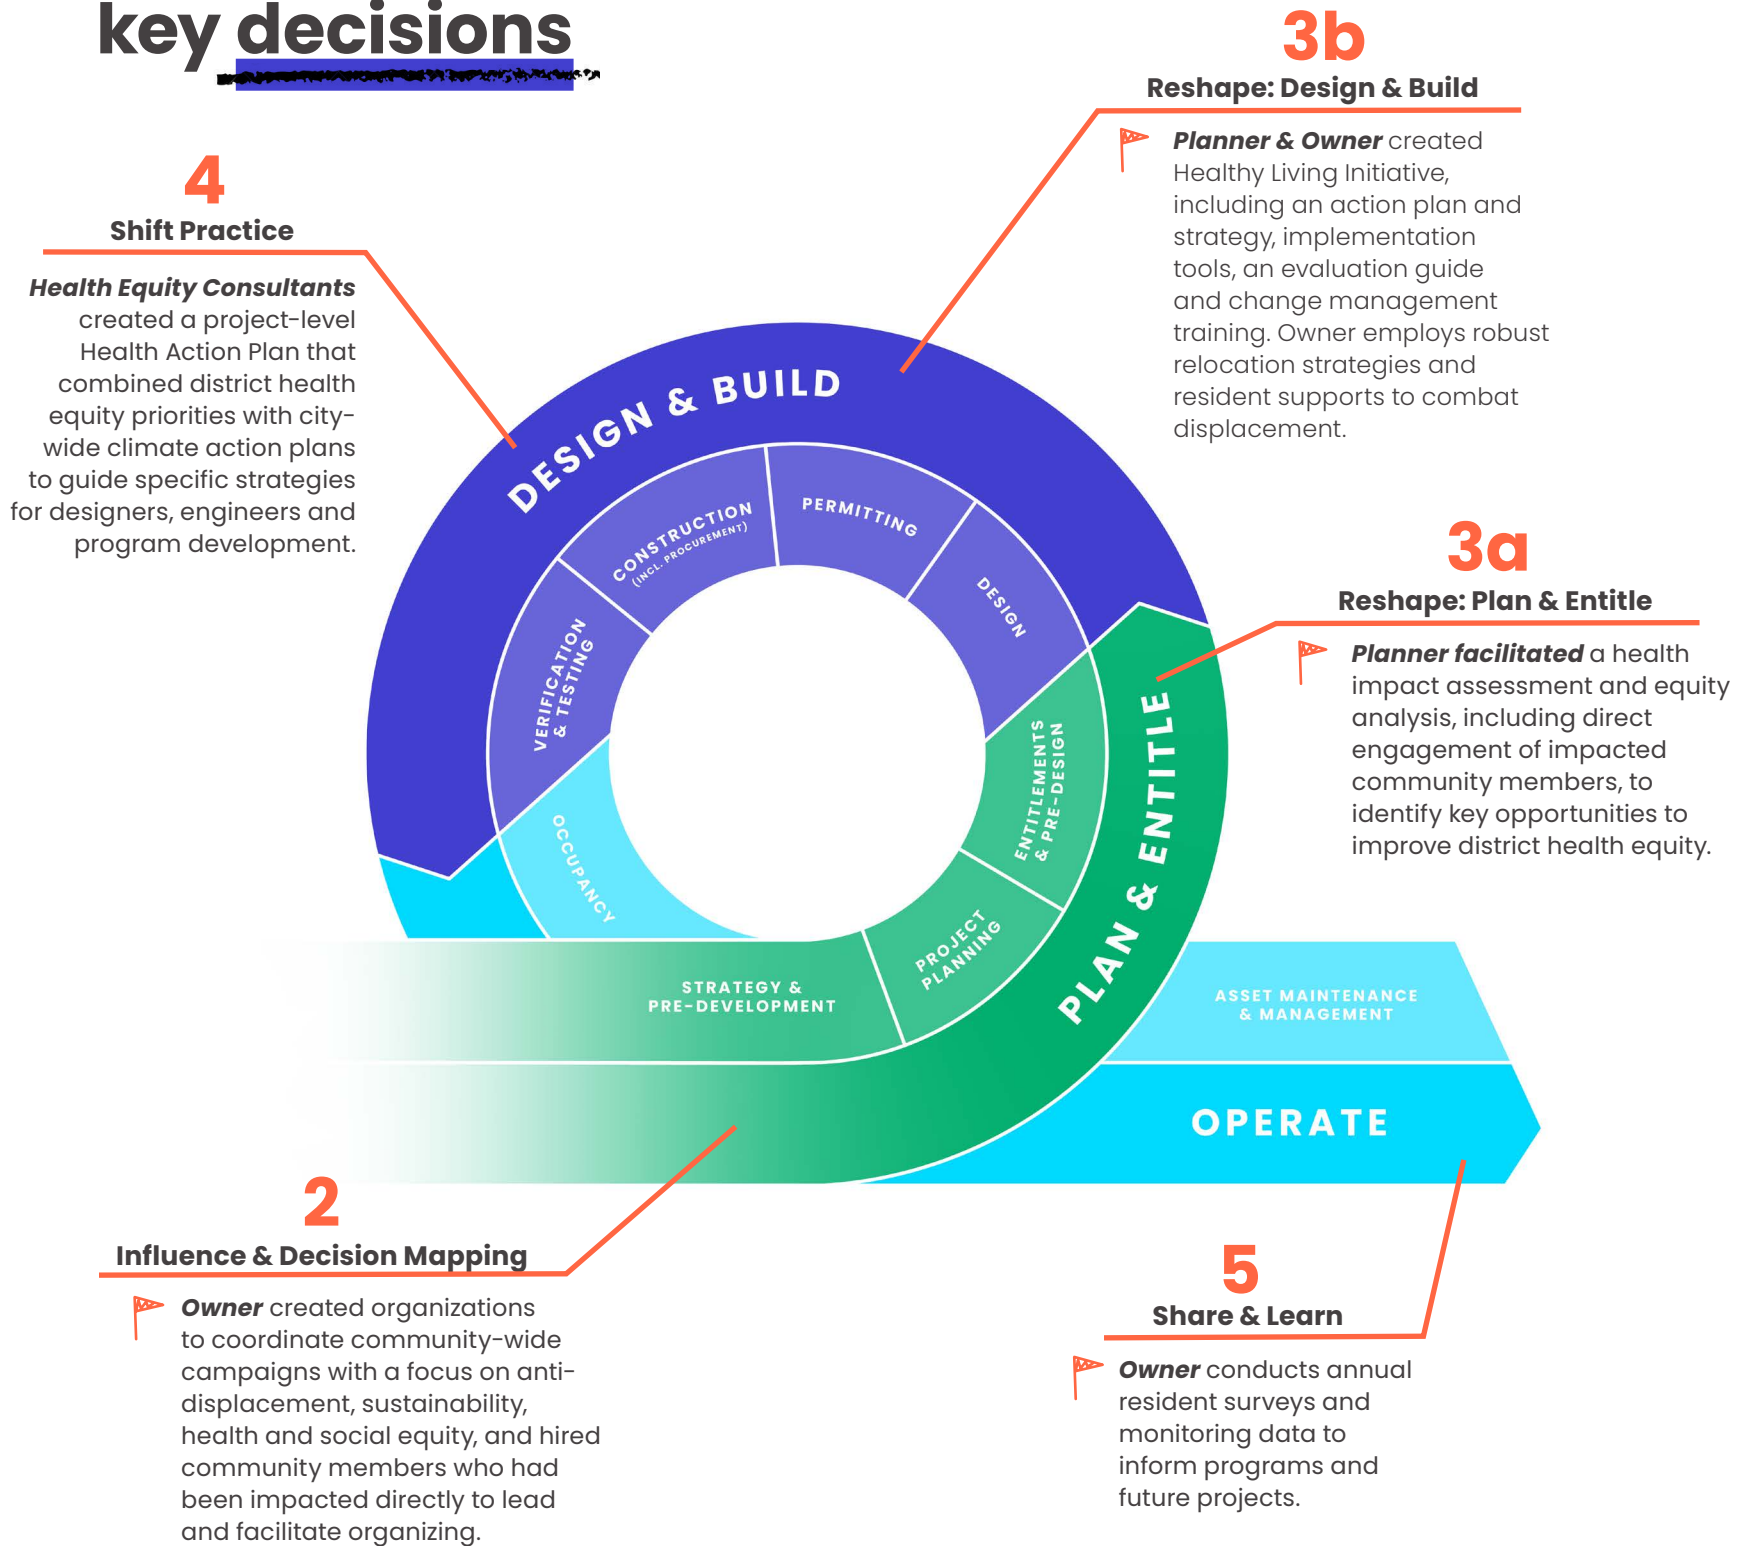 key decisions
4
Shift Practice
Health Equity Consultants
created a project-level
Health Action Plan that
combined district health
equity priorities with city-
wide climate action plans
to guide specific strategies
for designers, engineers and
program development.
3b
Reshape: Design & Build
Planner & Owner created
Healthy Living Initiative,
including an action plan and
strategy, implementation
tools, an evaluation guide
and change management
training. Owner employs robust
relocation strategies and
resident supports to combat
displacement.
3a
Reshape: Plan & Entitle
Planner facilitated a health
impact assessment and equity
analysis, including direct
engagement of impacted
community members, to
identify key opportunities to
improve district health equity.
DESIGN & BUILD
VERIFICATION
& TESTING
CONSTRUCTION
(INCL. PROCUREMENT)
PERMITTING
DESIGN
PLAN & ENTITLE
ENTITLEMENTS
& PRE-DESIGN
PROJECT
PLANNING
STRATEGY &
PRE-DEVELOPMENT
OCCUPANCY
ASSET MAINTENANCE
& MANAGEMENT
OPERATE
2
Influence & Decision Mapping
Owner created organizations
to coordinate community-wide
campaigns with a focus on anti-
displacement, sustainability,
health and social equity, and hired
community members who had
been impacted directly to lead
and facilitate organizing.
5
Share & Learn
Owner conducts annual
resident surveys and
monitoring data to
inform programs and
future projects.